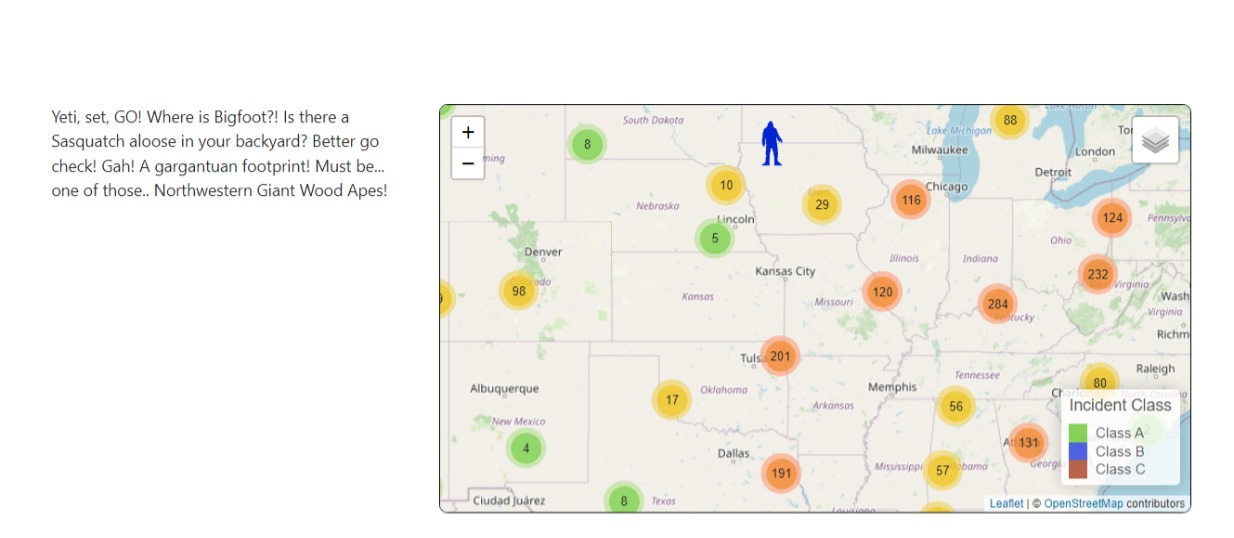 Yeti, set, GO! Where is Bigfoot?! Is there a
Sasquatch aloose in your backyard? Better go
check! Gah! A gargantuan footprint! Must be...
one of those.. Northwestern Giant Wood Apes!
+
−
South Dakota
8
10
Nebraska
Lincoln
5
Iowa
29
Lake Michigan
Milwaukee
Chicago
116
88
London
Detroit
124
Ohio
Denver
98
Kansas City
Kansas
Missouri
120
Illinois
Indiana
284
232
Virginia
Virginia
201
Albuquerque
New Mexico
4
17
Oklahoma
Arkansas
Memphis
Tennessee
56
80
Raleigh
Dallas
191
Mississippi
57
131
Ciudad Juárez
8
Texas
Incident Class
Class A
Class B
Class C
Leaflet | © OpenStreetMap contributors